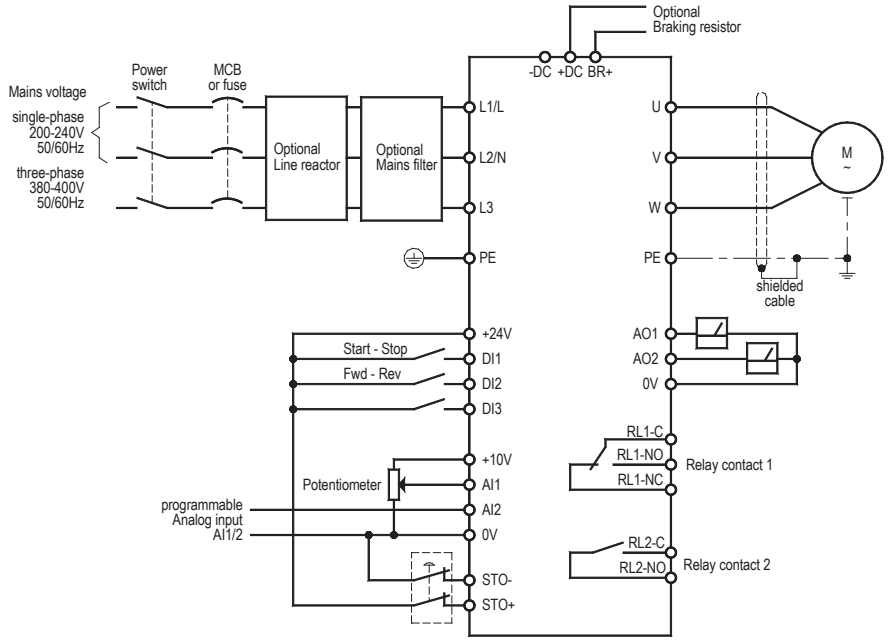 Optional
Braking resistor
-DC +DC BR+
Power
switch
MCB
or fuse
Mains voltage
single-phase
200-240V
50/60Hz
three-phase
380-400V
50/60Hz
Optional
Line reactor
Optional
Mains filter
L1/L
L2/N
L3
PE
U
V
W
PE
M
~
shielded
cable
+24V
Start - Stop
DI1
Fwd - Rev
DI2
DI3
AO1
AO2
0V
+10V
Potentiometer
AI1
programmable
Analog input
AI1/2
AI2
0V
STO-
STO+
RL1-C
RL1-NO
RL1-NC
Relay contact 1
RL2-C
RL2-NO
Relay contact 2